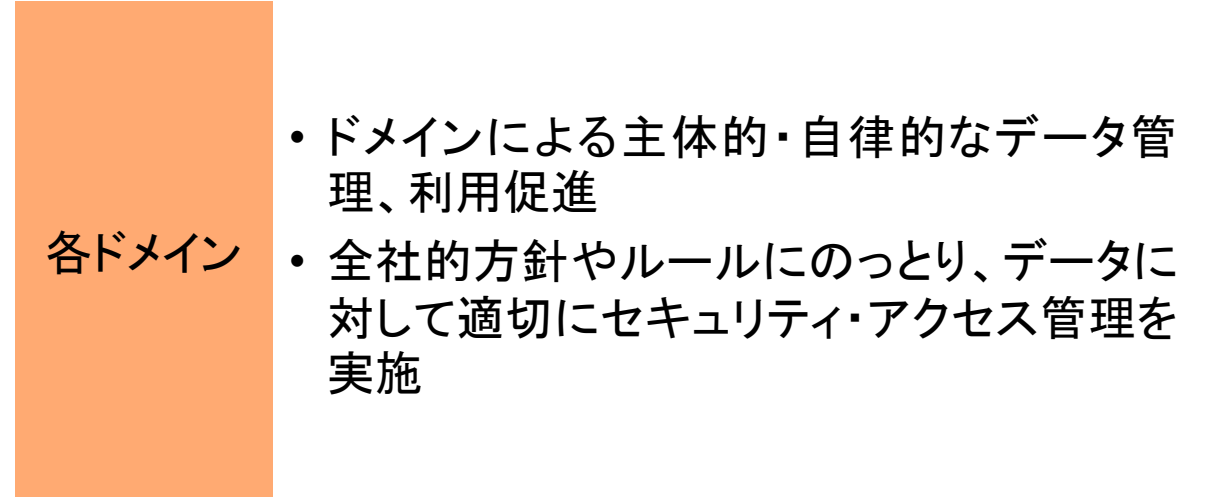 各ドメイン
• ドメインによる主体的・自律的なデータ管
理、利用促進
• 全社的方針やルールにのっとり、データに
対して適切にセキュリティ・アクセス管理を
実施